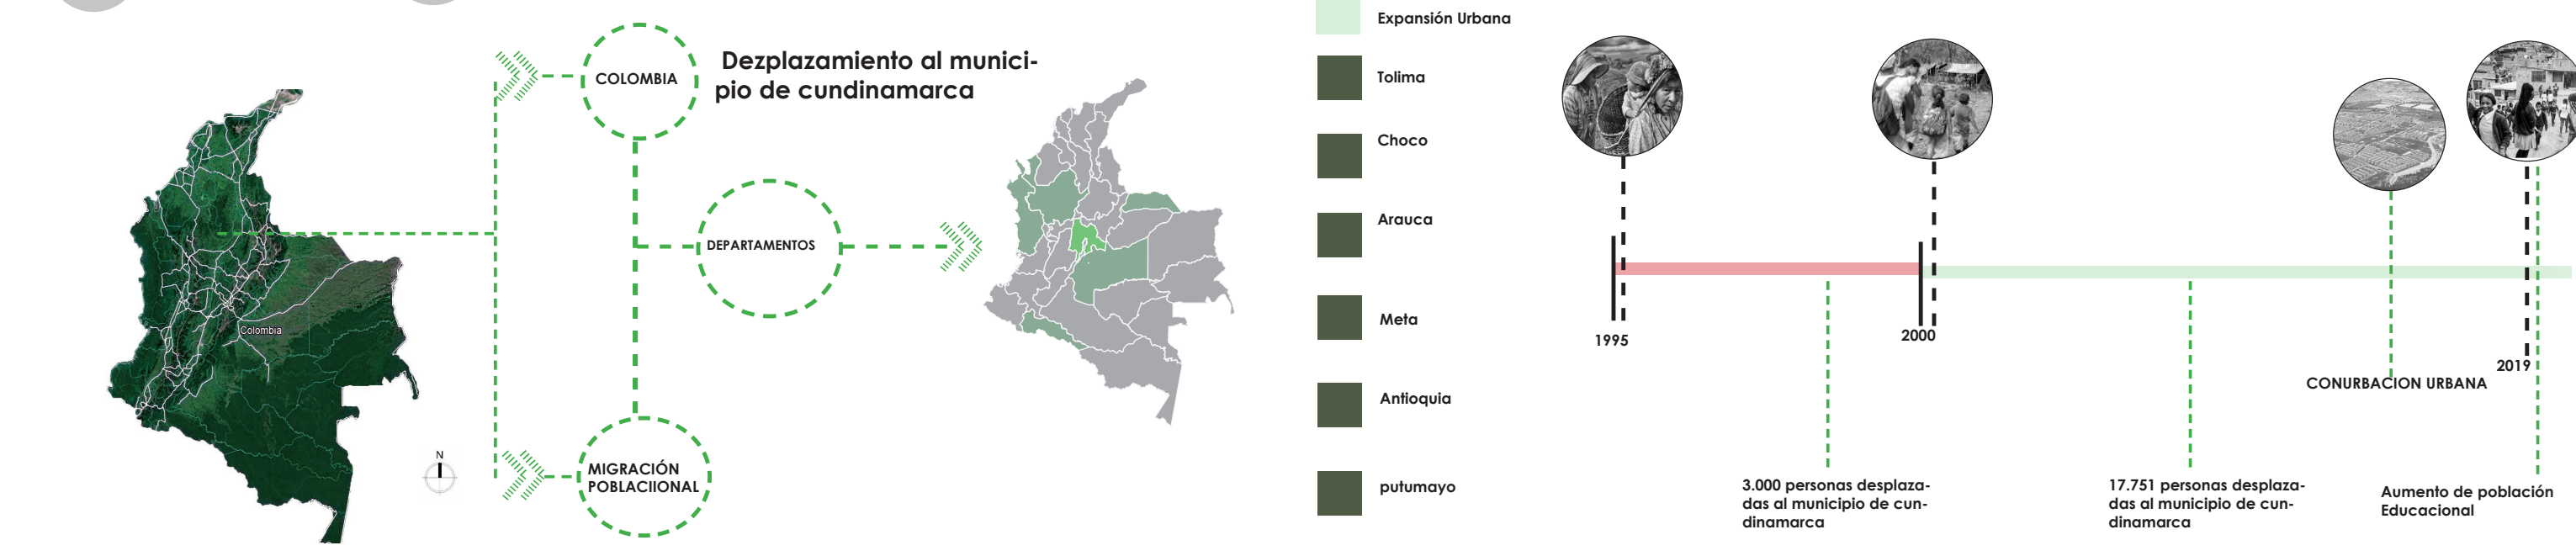 COLOMBIA
Dezplazamiento al munici-
pio de cundinamarca
DEPARTAMENTOS
MIGRACIÓN
POBLACIIONAL
Colombia
N
Expansión Urbana
Tolima
Choco
Arauca
Meta
Antioquia
putumayo
1995
2000
2019
CONURBACION URBANA
3.000 personas desplaza-
das al municipio de cun-
dinamarca
17.751 personas desplaza-
das al municipio de cun-
dinamarca
Aumento de población
Educacional